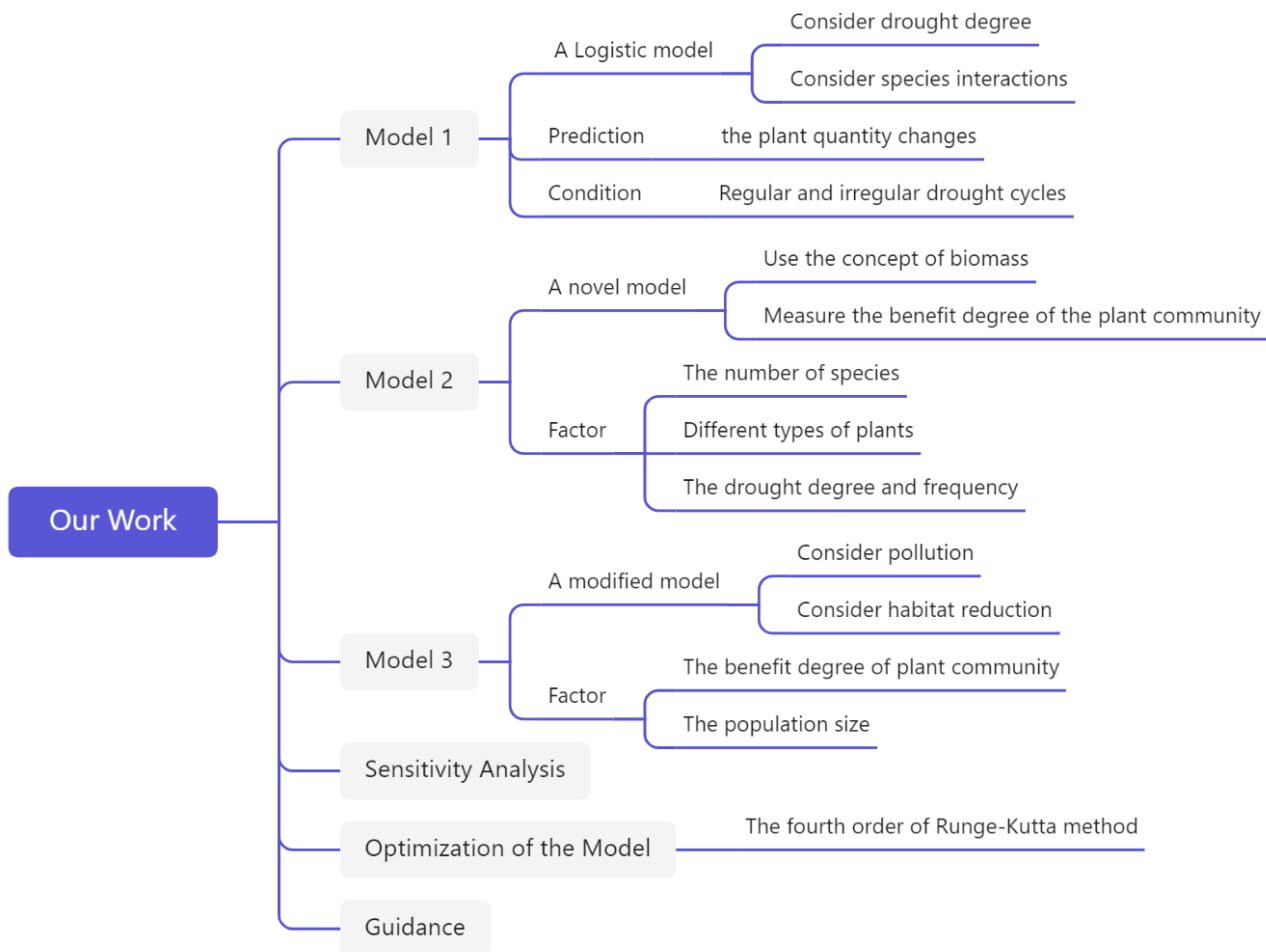 Our Work
Model 1
A Logistic model
Consider drought degree
Consider species interactions
Prediction
the plant quantity changes
Condition
Regular and irregular drought cycles
Model 2
A novel model
Use the concept of biomass
Measure the benefit degree of the plant community
Factor
The number of species
Different types of plants
The drought degree and frequency
Model 3
A modified model
Consider pollution
Consider habitat reduction
Factor
The benefit degree of plant community
The population size
Sensitivity Analysis
Optimization of the Model
The fourth order of Runge-Kutta method
Guidance